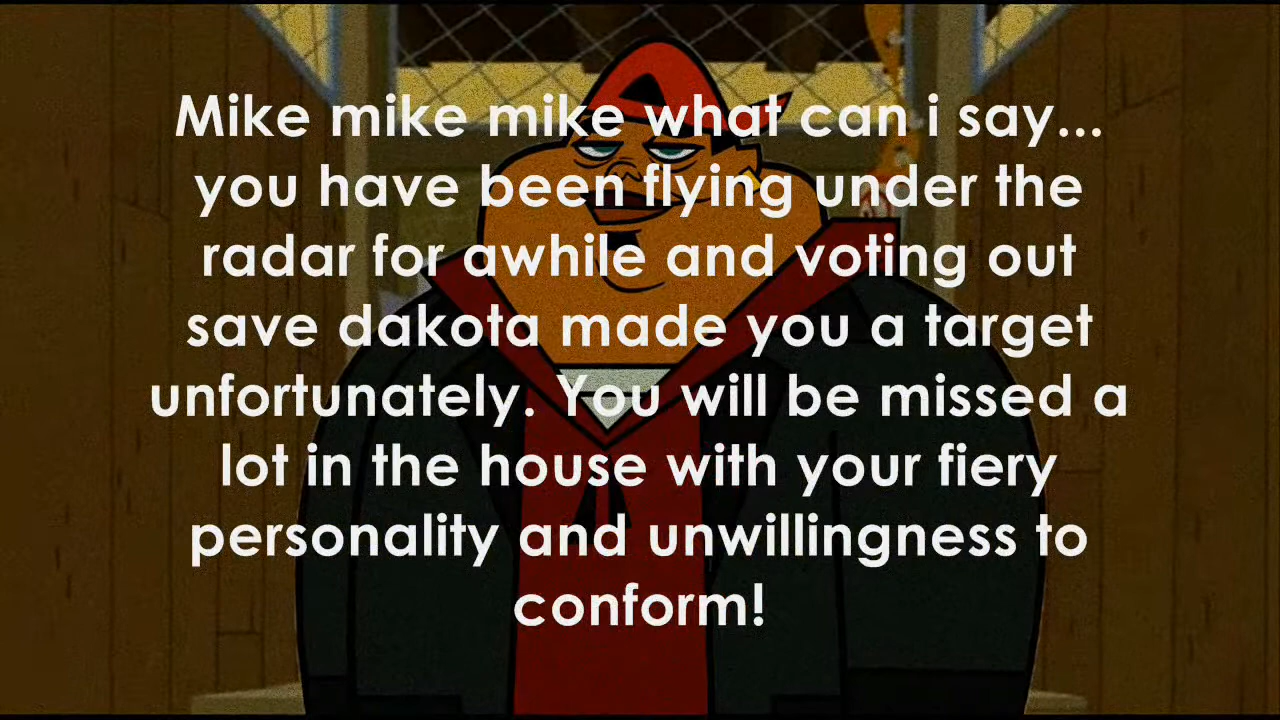 Mike mike mike what can i say...
you have been flying under the
radar for awhile and voting out
save dakota made you a target
unfortunately. You will be missed a
lot in the house with your fiery
personality and unwillingness to
conform!